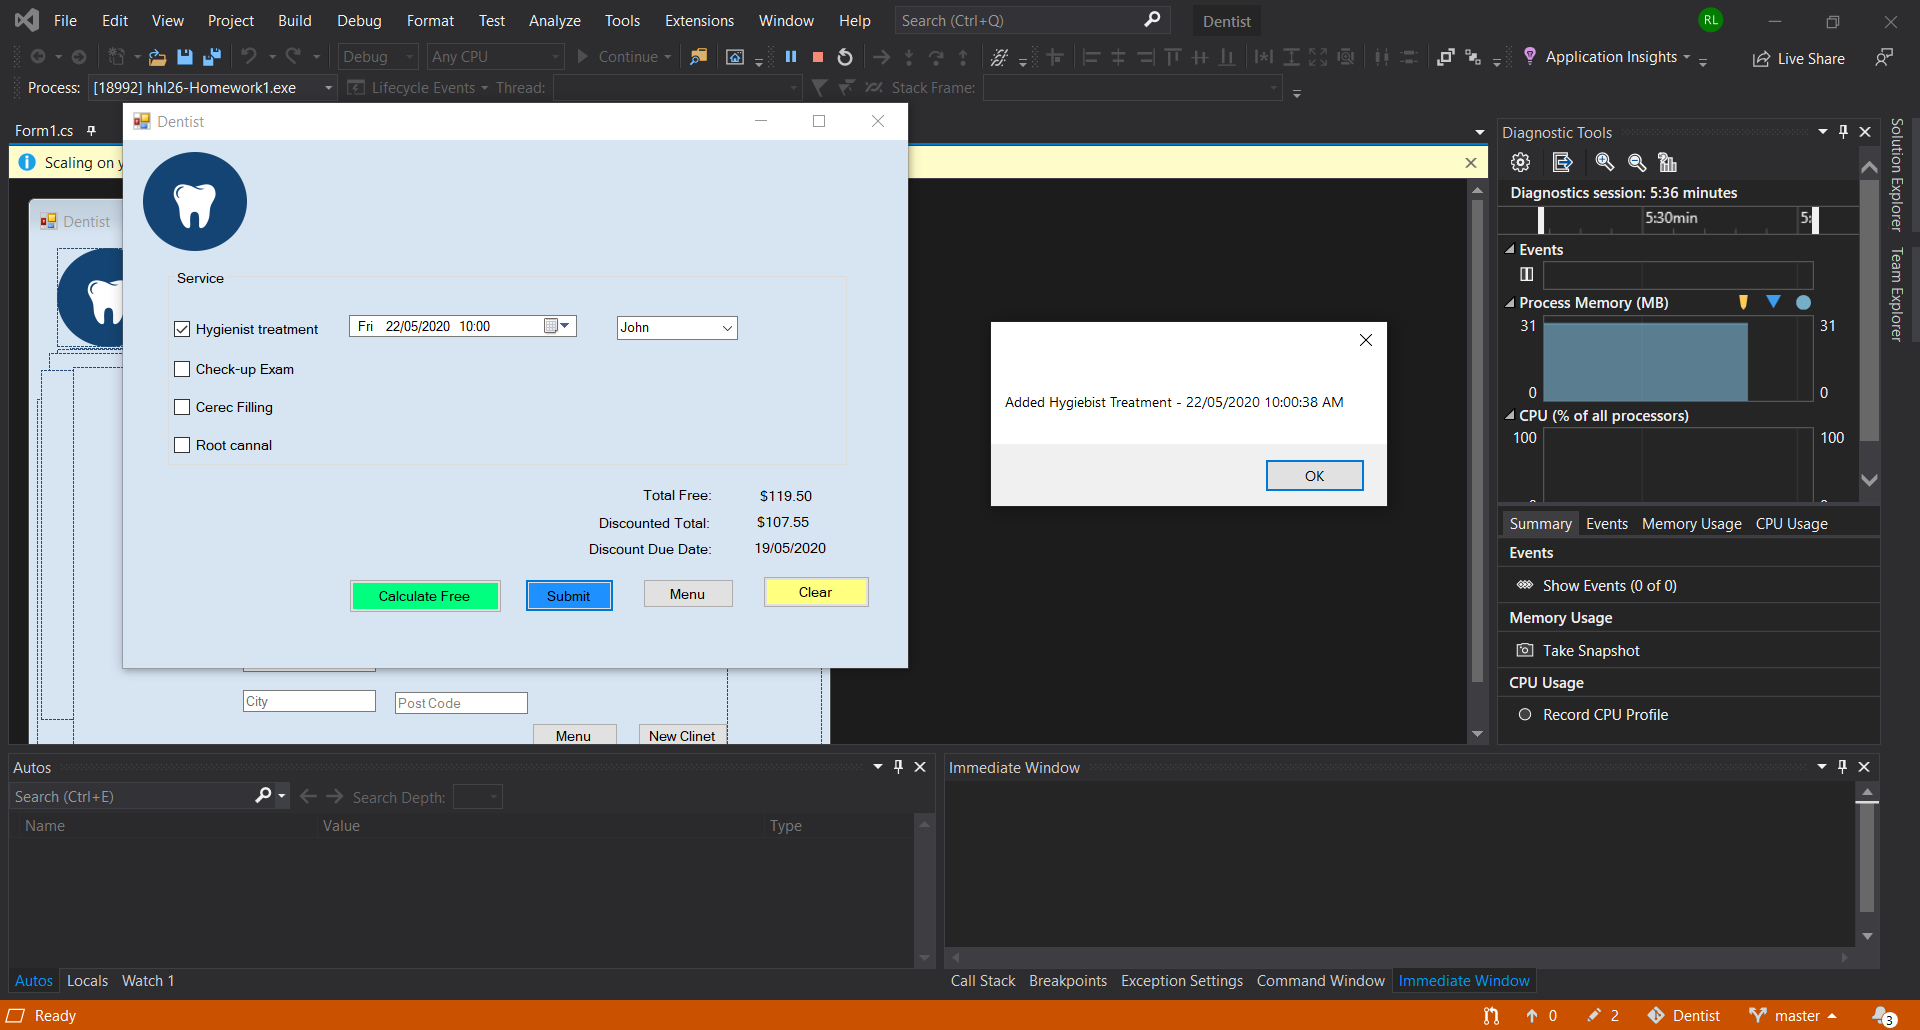 File Edit View Project Build Debug Format Test Analyze Tools Extensions Window Help Search (Ctrl+Q) Dentist RL
Debug Any CPU Continue Application Insights Live Share
Process: [18992] hhl26-Homework1.exe Lifecycle Events Thread: Stack Frame:
Form1.cs
Scaling on y
Dentist
Dentist
Service
Hygienist treatment Fri 22/05/2020 10:00 John
Check-up Exam
Cerec Filling
Root cannal
Total Free: $119.50
Discounted Total: $107.55
Discount Due Date: 19/05/2020
Calculate Free Submit Menu Clear
City Post Code
Menu New Clinet
Added Hygiebist Treatment - 22/05/2020 10:00:38 AM
OK
Diagnostic Tools
Diagnostics session: 5:36 minutes
5:30min 5:
Events
Process Memory (MB)
31 31
0 0
CPU (% of all processors)
100 100
Summary Events Memory Usage CPU Usage
Events
Show Events (0 of 0)
Memory Usage
Take Snapshot
CPU Usage
Record CPU Profile
Solution Explorer
Team Explorer
Autos
Search (Ctrl+E) Search Depth:
Name Value Type
Autos Locals Watch 1
Immediate Window
Call Stack Breakpoints Exception Settings Command Window Immediate Window
Ready 0 2 Dentist master 3